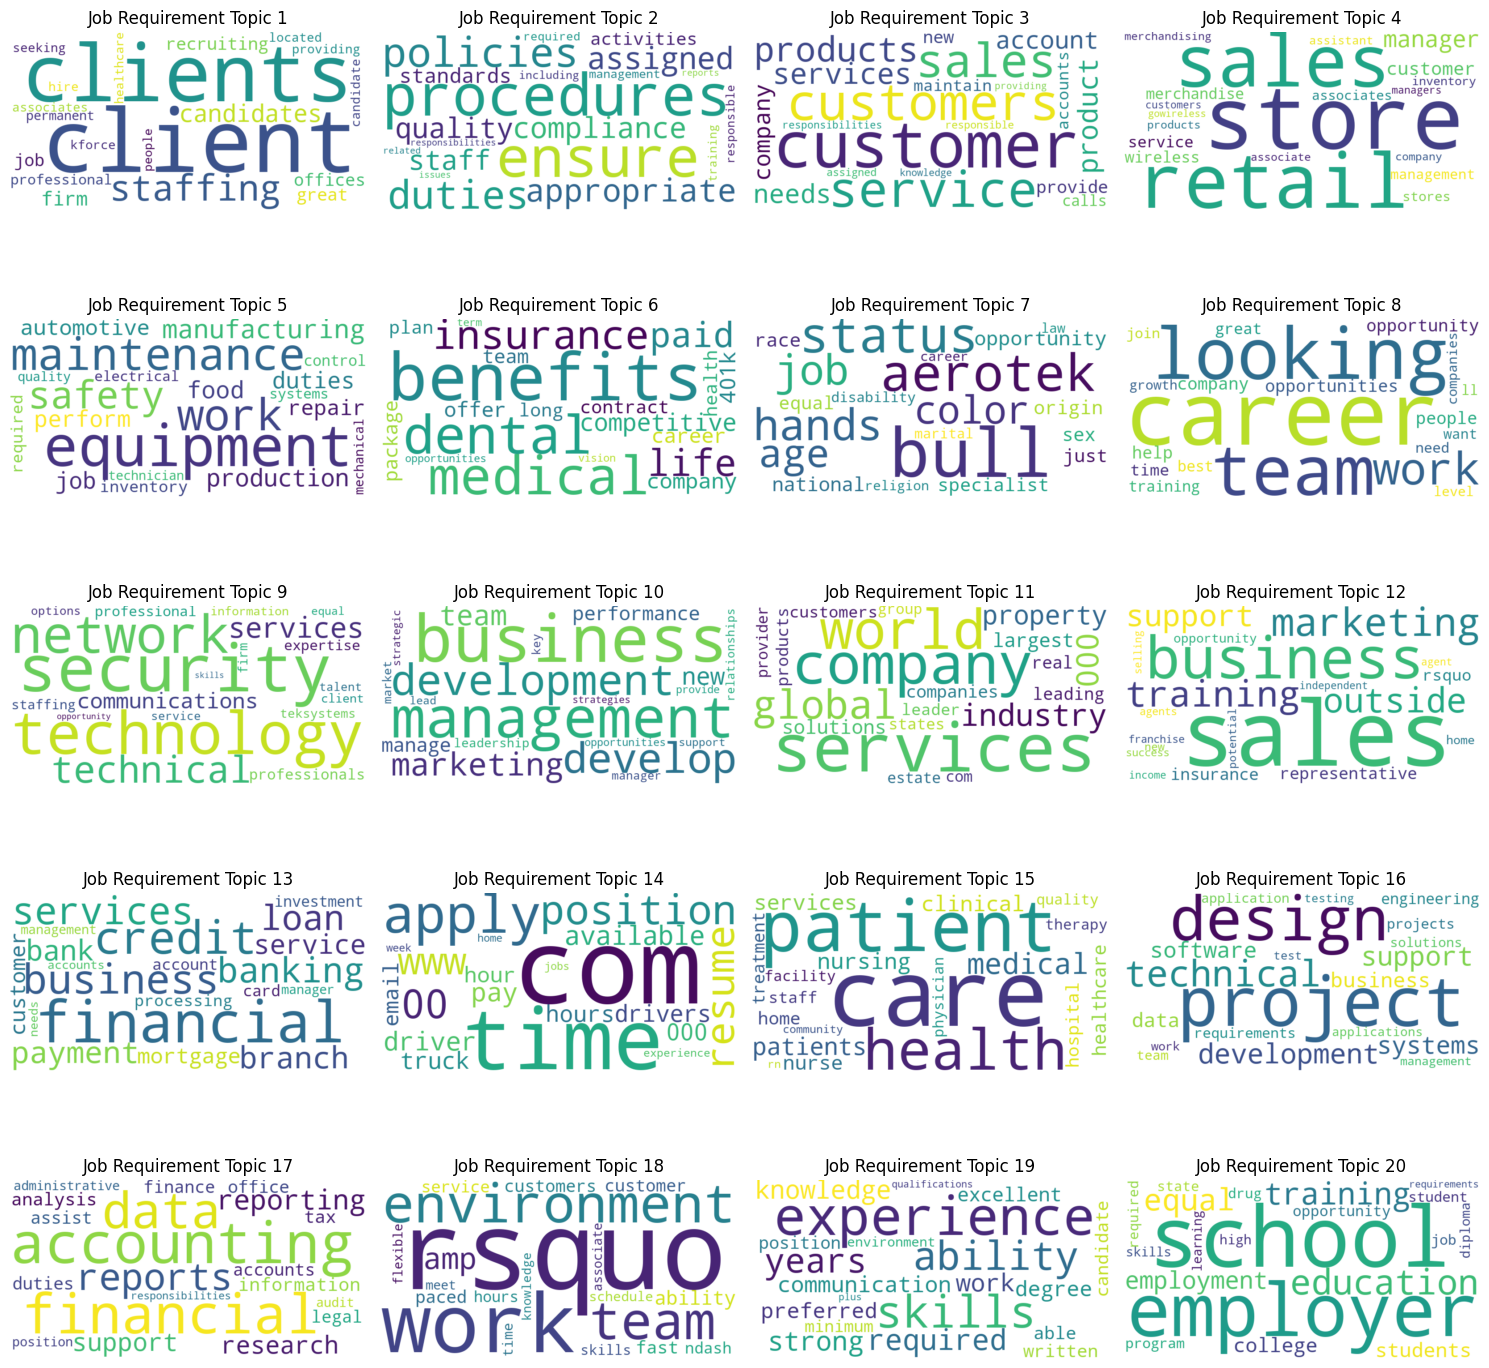 Job Requirement Topic 1
seeking
recruiting
located
providing
clients
hire
healthcare
associates
permanent
candidates
candidates
client
kforce
people
job
professional
staffing
offices
firm
great
Job Requirement Topic 2
required
activities
policies
assigned
standards
including
management
reports
procedures
responsible
quality
compliance
responsibilities
related
staff
ensure
training
issues
duties
appropriate
Job Requirement Topic 3
new
account
products
sales
services
maintain
providing
accounts
product
company
customers
responsibilities
responsible
customer
assigned
knowledge
needs
service
provide
calls
Job Requirement Topic 4
merchandising
assistant
manager
sales
customer
inventory
merchandise
associates
managers
customers
gowireless
products
store
service
wireless
associate
company
retail
management
stores
Job Requirement Topic 5
automotive
manufacturing
maintenance
control
quality
electrical
duties
safety
food
systems
required
perform
work
repair
equipment
mechanical
job
technician
inventory
production
Job Requirement Topic 6
plan
term
insurance
paid
team
benefits
health
401k
offer
long
contract
competitive
package
dental
career
opportunities
vision
life
medical
company
Job Requirement Topic 7
race
status
law
opportunity
career
job
aerotek
equal
disability
color
origin
hands
marital
sex
age
bull
just
national
religion
specialist
Job Requirement Topic 8
join
great
opportunity
looking
companies
growth
company
opportunities
ll
career
people
want
help
need
time
best
team
work
training
level
Job Requirement Topic 9
options
professional
information
equal
network
services
expertise
firm
security
skills
talent
staffing
communications
client
opportunity
service
teksystems
technology
technical
professionals
Job Requirement Topic 10
strategic
team
performance
relationships
business
key
market
development
new
provide
lead
strategies
management
manage
leadership
opportunities
support
marketing
develop
manager
Job Requirement Topic 11
provider
customers
group
property
products
world
largest
000
company
real
companies
leading
global
leader
solutions
states
industry
services
estate
com
Job Requirement Topic 12
support
marketing
selling
opportunity
business
agent
rsquo
training
independent
outside
agents
potential
sales
franchise
new
home
success
income
insurance
representative
Job Requirement Topic 13
investment
services
loan
management
credit
bank
service
customer
accounts
account
business
banking
card
manager
processing
needs
financial
payment
mortgage
branch
Job Requirement Topic 14
apply
position
home
available
week
www
com
resume
email
hour
jobs
00
pay
hours
drivers
driver
000
time
truck
experience
Job Requirement Topic 15
services
clinical
quality
patient
therapy
treatment
nursing
medical
facility
physician
staff
care
hospital
healthcare
home
community
patients
health
rn
nurse
Job Requirement Topic 16
application
testing
engineering
design
projects
software
solutions
test
support
technical
business
project
data
requirements
applications
work
systems
team
development
management
Job Requirement Topic 17
administrative
finance
office
analysis
data
reporting
assist
tax
accounting
accounts
duties
reports
information
responsibilities
financial
audit
legal
position
support
research
Job Requirement Topic 18
service
customers
customer
environment
flexible
amp
rsquo
associate
meet
knowledge
paced
hours
schedule
ability
work
team
time
skills
fast
ndash
Job Requirement Topic 19
knowledge
qualifications
excellent
experience
candidate
position
environment
ability
years
communication
work
degree
plus
preferred
skills
minimum
able
strong
required
written
Job Requirement Topic 20
required
state
drug
training
requirements
equal
opportunity
student
school
learning
high
job
diploma
skills
employment
education
employer
program
college
students